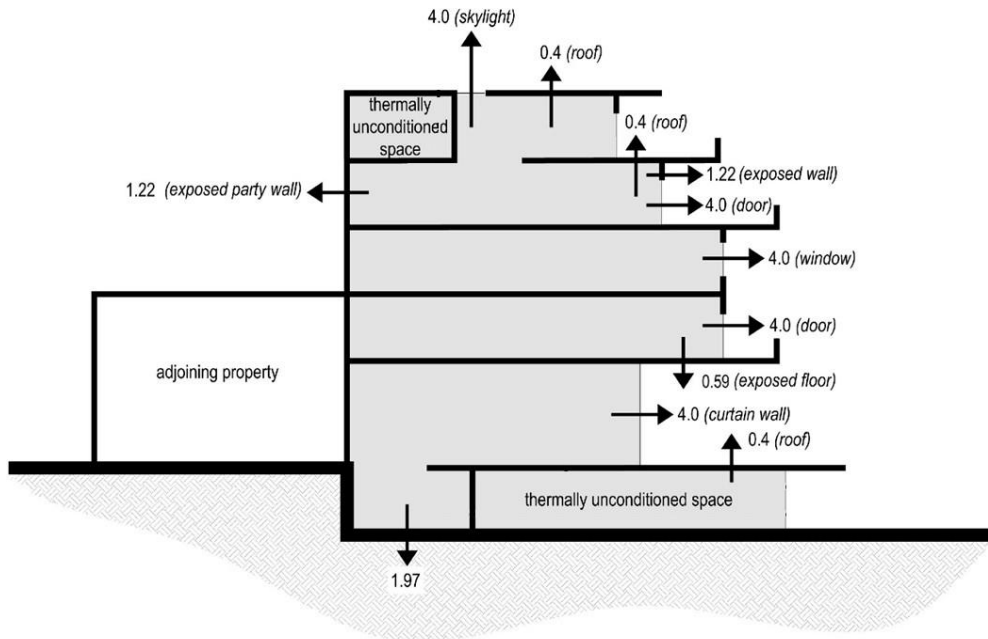 4.0 (skylight)
0.4 (roof)
thermally
unconditioned
space
0.4 (roof)
1.22 (exposed party wall)
1.22 (exposed wall)
4.0 (door)
4.0 (window)
4.0 (door)
adjoining property
0.59 (exposed floor)
4.0 (curtain wall)
0.4 (roof)
thermally unconditioned space
1.97